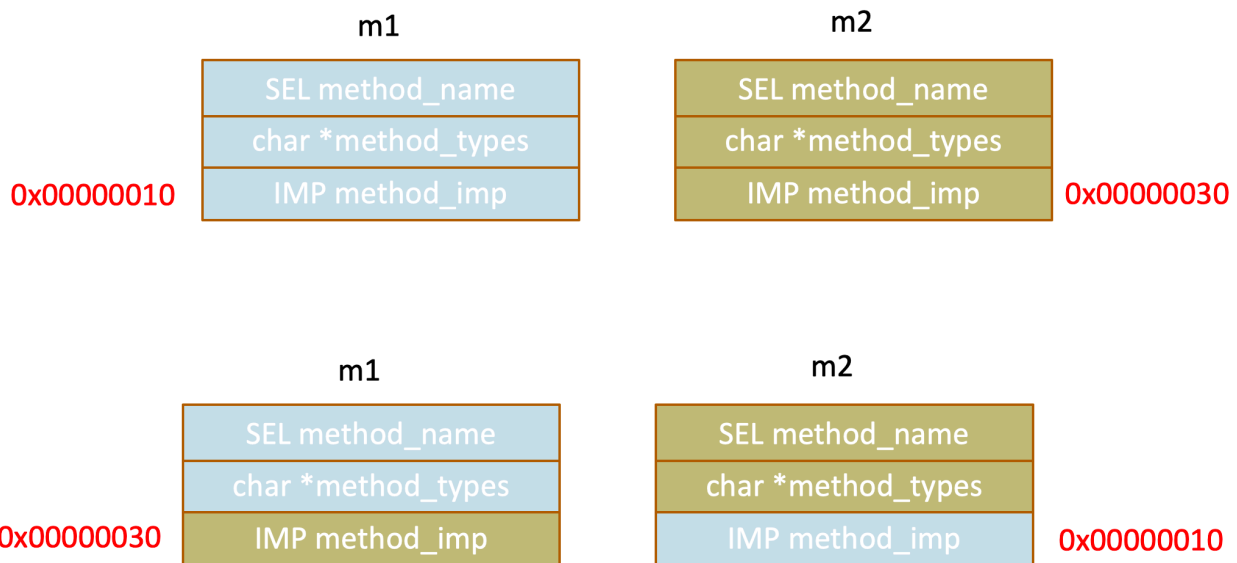 m1
m2
SEL method_name
SEL method_name
char *method_types
char *method_types
0x00000010
IMP method_imp
IMP method_imp
0x00000030
m1
m2
SEL method_name
SEL method_name
char *method_types
char *method_types
0x00000030
IMP method_imp
IMP method_imp
0x00000010